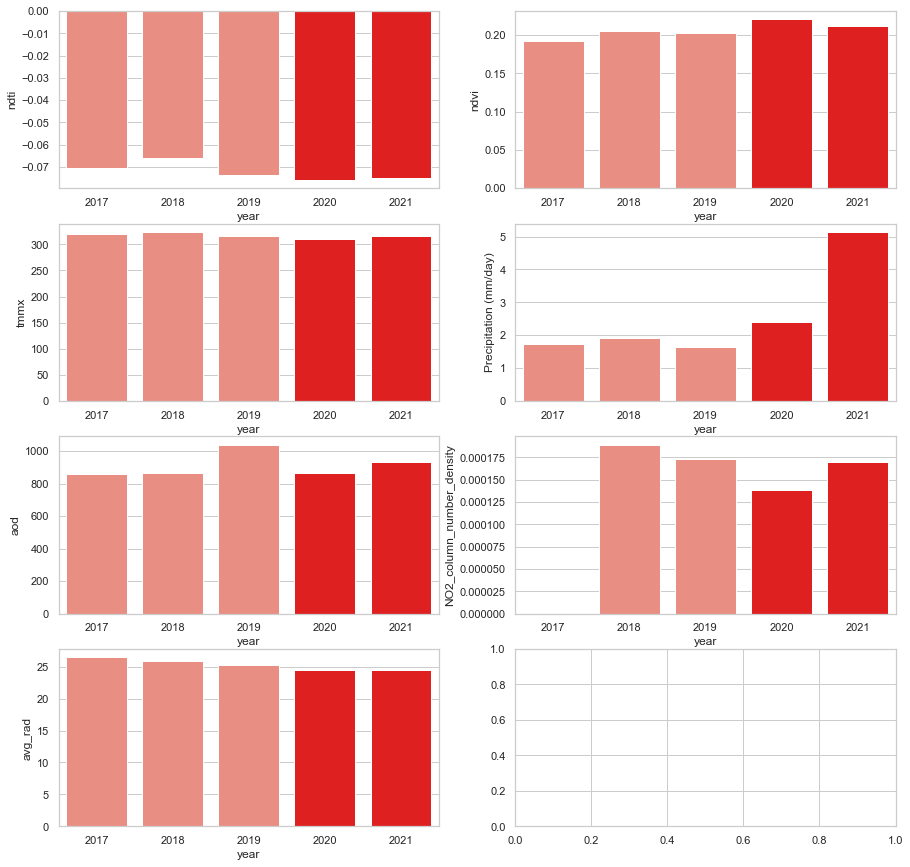 0.00
−0.01
−0.02
−0.03
−0.04
−0.05
−0.06
−0.07
ndti
2017 2018 2019 2020 2021
year
0.20
0.15
0.10
0.05
0.00
ndvi
2017 2018 2019 2020 2021
year
300
250
200
150
100
50
0
tmmx
2017 2018 2019 2020 2021
year
5
4
3
2
1
0
Precipitation (mm/day)
2017 2018 2019 2020 2021
year
1000
800
600
400
200
0
aod
2017 2018 2019 2020 2021
year
0.000175
0.000150
0.000125
0.000100
0.000075
0.000050
0.000025
0.000000
NO2_column_number_density
2017 2018 2019 2020 2021
year
25
20
15
10
5
0
avg_rad
2017 2018 2019 2020 2021
year
1.0
0.8
0.6
0.4
0.2
0.0
0.0 0.2 0.4 0.6 0.8 1.0